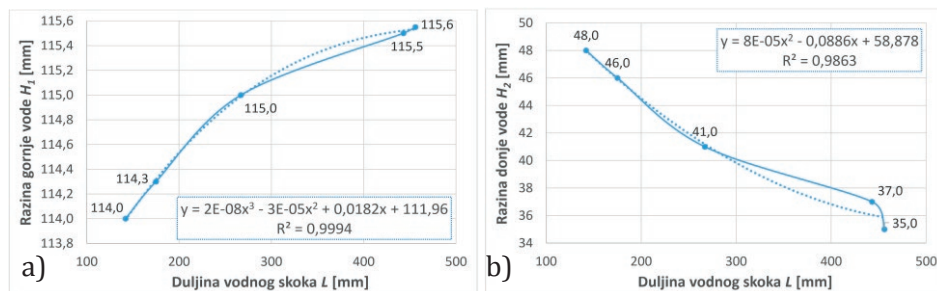 115,6
115,4
115,2
115,0
114,8
114,6
114,4
114,2
114,0
113,8
Razina gornje vode H₁ [mm]
115,6
115,5
115,0
114,3
114,0
y = 2E-08x³ - 3E-05x² + 0,0182x + 111,96
R² = 0,9994
100 200 300 400 500
Duljina vodnog skoka L [mm]
a)
50
48
46
44
42
40
38
36
34
Razina donje vode H₂ [mm]
y = 8E-05x² - 0,0886x + 58,878
R² = 0,9863
48,0
46,0
41,0
37,0
35,0
100 200 300 400 500
Duljina vodnog skoka L [mm]
b)